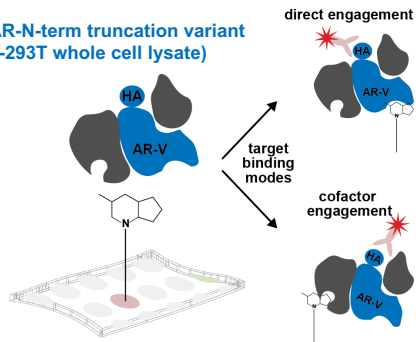 AR-N-term truncation variant
-293T whole cell lysate)
direct engagement
HA
AR-V
N
HA
AR-V
target
binding
modes
N
cofactor
engagement
HA
AR-V
N